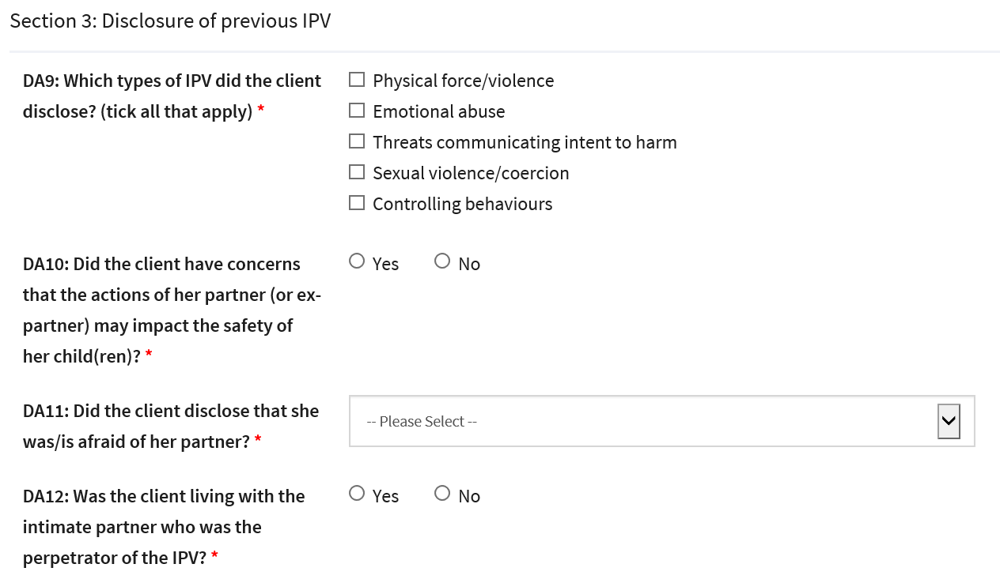 Section 3: Disclosure of previous IPV
DA9: Which types of IPV did the client
disclose? (tick all that apply) *
Physical force/violence
Emotional abuse
Threats communicating intent to harm
Sexual violence/coercion
Controlling behaviours
DA10: Did the client have concerns
that the actions of her partner (or ex-
partner) may impact the safety of
her child(ren)? *
Yes No
DA11: Did the client disclose that she
was/is afraid of her partner? *
-- Please Select --
DA12: Was the client living with the
intimate partner who was the
perpetrator of the IPV? *
Yes No